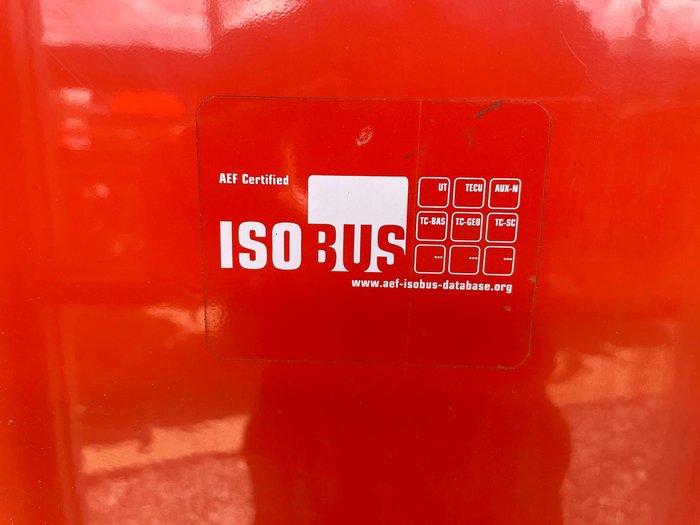 AEF Certified
ISOBUS
UT TECU AUX-N
TC-BAS TC-GEO TC-SC
--- --- ---
www.aef-isobus-database.org